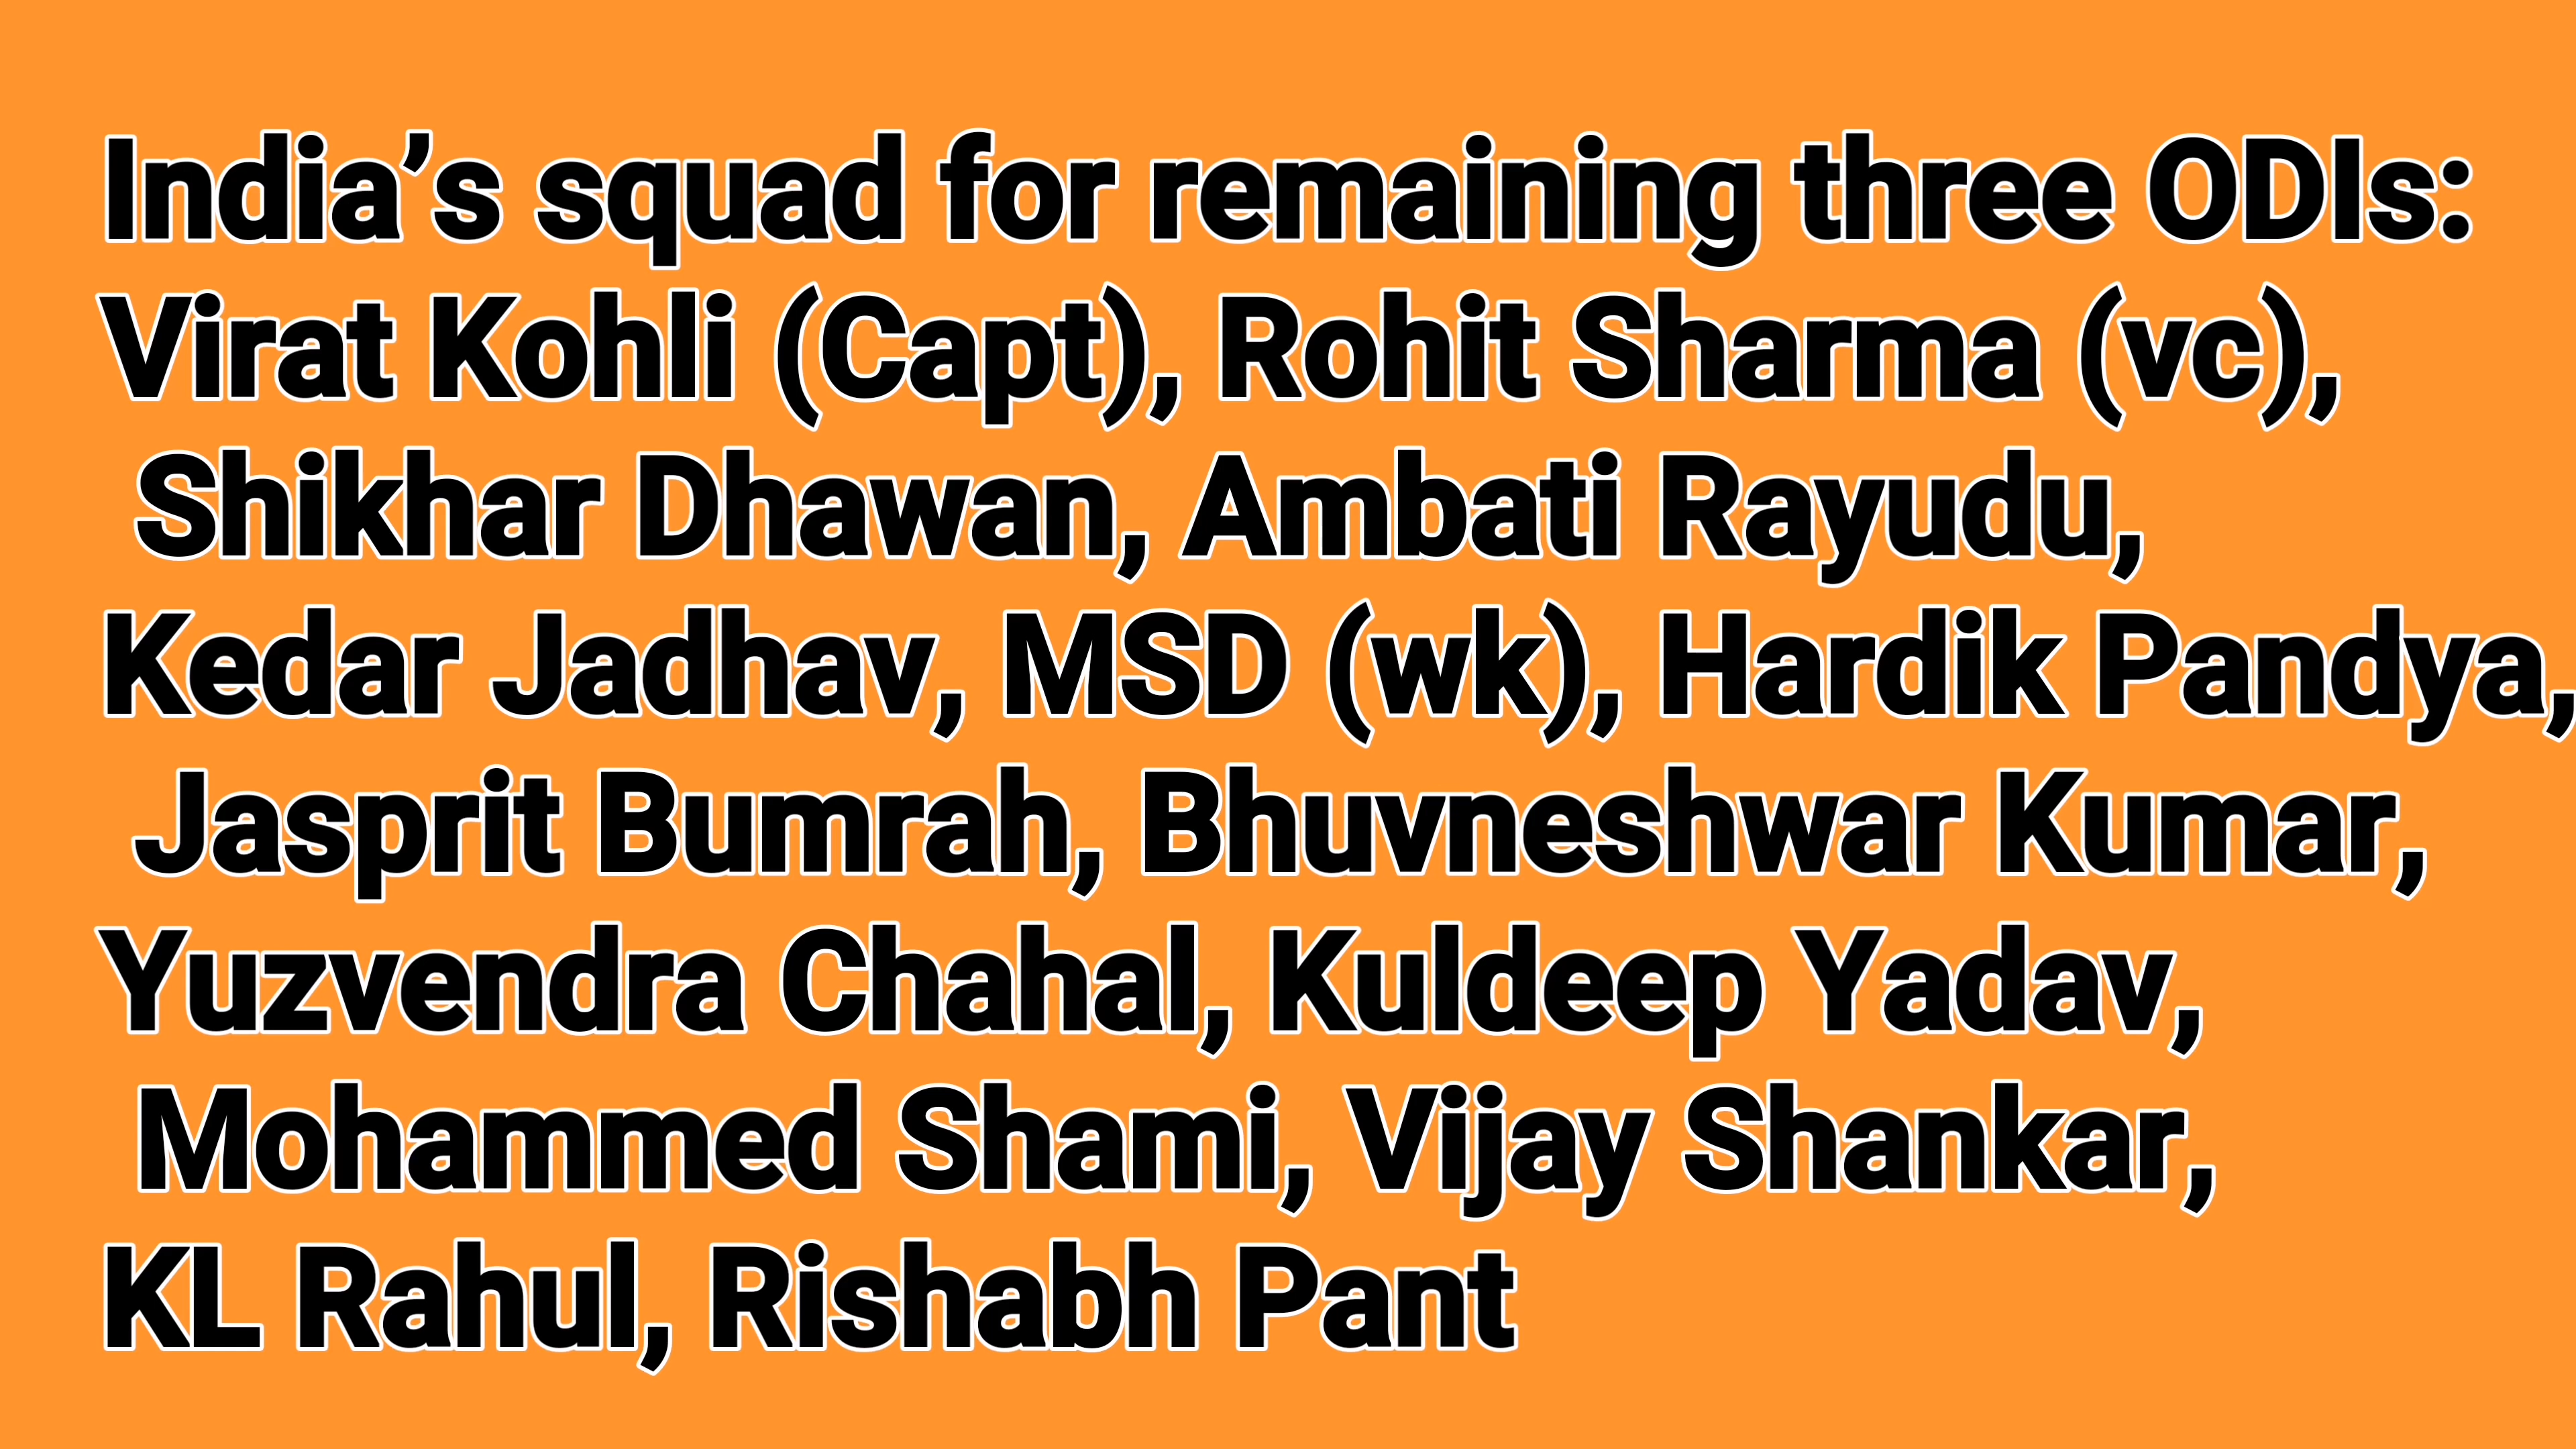 India’s squad for remaining three ODIs:
Virat Kohli (Capt), Rohit Sharma (vc),
Shikhar Dhawan, Ambati Rayudu,
Kedar Jadhav, MSD (wk), Hardik Pandya,
Jasprit Bumrah, Bhuvneshwar Kumar,
Yuzvendra Chahal, Kuldeep Yadav,
Mohammed Shami, Vijay Shankar,
KL Rahul, Rishabh Pant